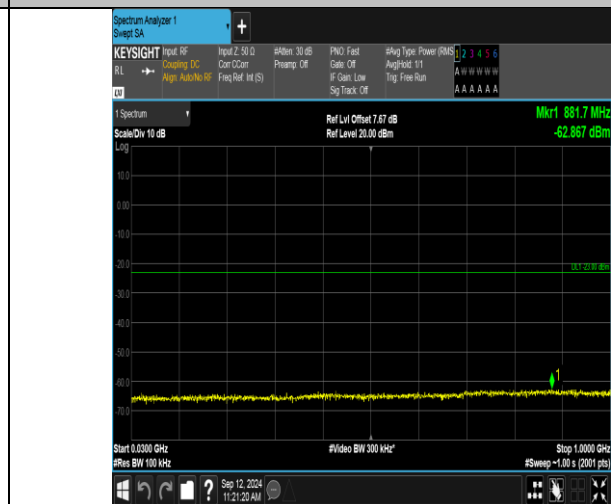 Spectrum Analyzer 1
Swept SA
+
KEYSIGHT
RL
LXI
Input: RF
Coupling: DC
Align: Auto/No RF
Input Z: 50 Ω
Corr CCorr
Freq Ref: Int (S)
#Atten: 30 dB
Preamp: Off
PNO: Fast
Gate: Off
IF Gain: Low
Sig Track: Off
#Avg Type: Power (RMS
Avg|Hold: 1/1
Trig: Free Run
1 2 3 4 5 6
A W W W W W
A A A A A A
1 Spectrum
Scale/Div 10 dB
Log
Ref Lvl Offset 7.67 dB
Ref Level 20.00 dBm
Mkr1 881.7 MHz
-62.867 dBm
10.0
0.00
-10.0
-20.0
DL1 -23.00 dBm
-30.0
-40.0
-50.0
1
-60.0
-70.0
Start 0.0300 GHz
#Res BW 100 kHz
#Video BW 300 kHz*
Stop 1.0000 GHz
#Sweep ~1.00 s (2001 pts)
?
Sep 12, 2024
11:21:20 AM